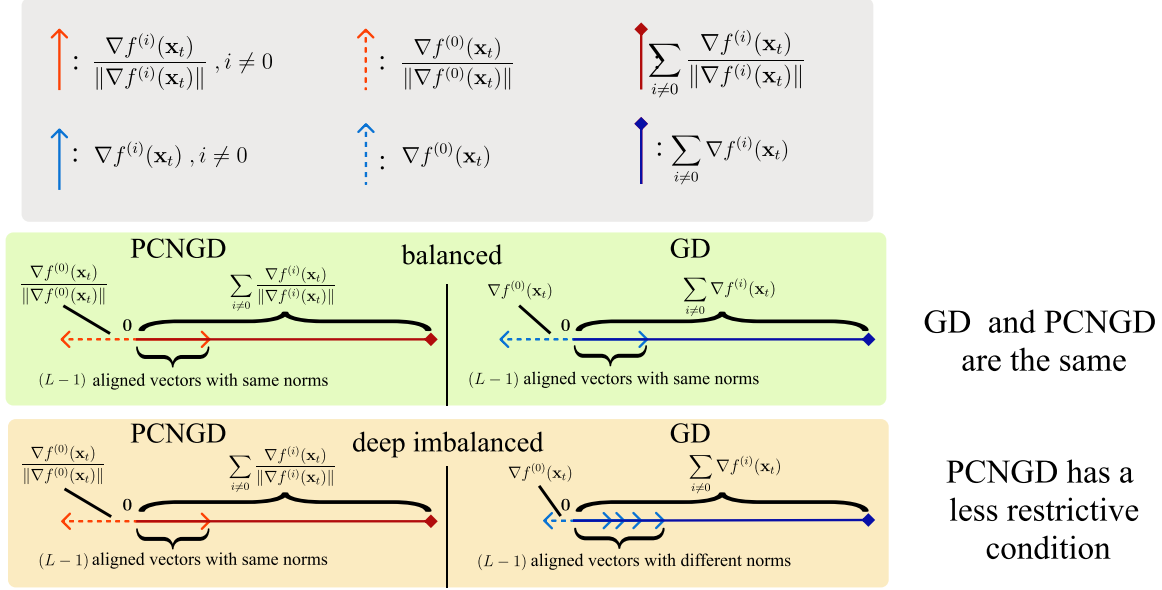 : ∇f^{(i)}(x_t) / ‖∇f^{(i)}(x_t)‖ , i ≠ 0
: ∇f^{(0)}(x_t) / ‖∇f^{(0)}(x_t)‖
: ∑_{i≠0} ∇f^{(i)}(x_t) / ‖∇f^{(i)}(x_t)‖
: ∇f^{(i)}(x_t) , i ≠ 0
: ∇f^{(0)}(x_t)
: ∑_{i≠0} ∇f^{(i)}(x_t)
PCNGD
balanced
GD
∇f^{(0)}(x_t) / ‖∇f^{(0)}(x_t)‖
∑_{i≠0} ∇f^{(i)}(x_t) / ‖∇f^{(i)}(x_t)‖
∇f^{(0)}(x_t)
∑_{i≠0} ∇f^{(i)}(x_t)
0
0
(L − 1) aligned vectors with same norms
(L − 1) aligned vectors with same norms
GD and PCNGD
are the same
PCNGD
deep imbalanced
GD
∇f^{(0)}(x_t) / ‖∇f^{(0)}(x_t)‖
∑_{i≠0} ∇f^{(i)}(x_t) / ‖∇f^{(i)}(x_t)‖
∇f^{(0)}(x_t)
∑_{i≠0} ∇f^{(i)}(x_t)
0
0
(L − 1) aligned vectors with same norms
(L − 1) aligned vectors with different norms
PCNGD has a
less restrictive
condition